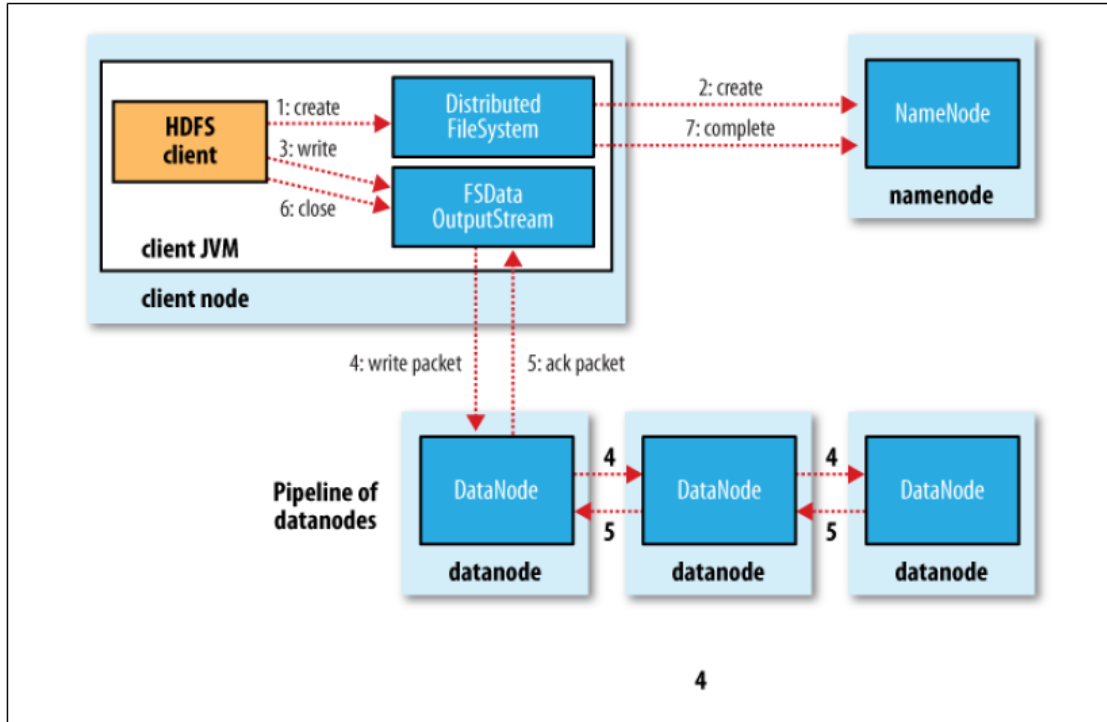 1: create
HDFS
client
3: write
6: close
Distributed
FileSystem
FSData
OutputStream
client JVM
client node
2: create
7: complete
NameNode
namenode
4: write packet
5: ack packet
Pipeline of
datanodes
DataNode
datanode
4
5
DataNode
datanode
4
5
DataNode
datanode
4